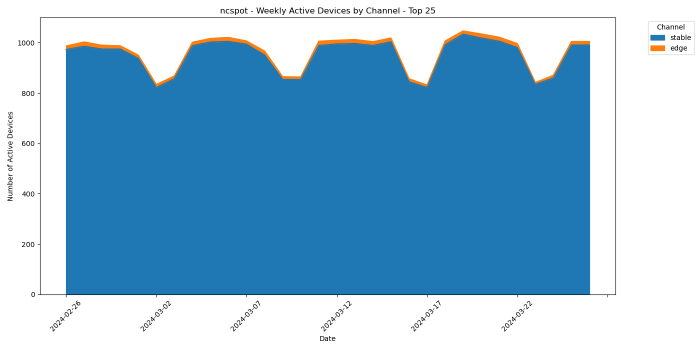 ncspot - Weekly Active Devices by Channel - Top 25
Channel
stable
edge
Number of Active Devices
1000
800
600
400
200
0
2024-02-26
2024-03-02
2024-03-07
2024-03-12
2024-03-17
2024-03-22
Date